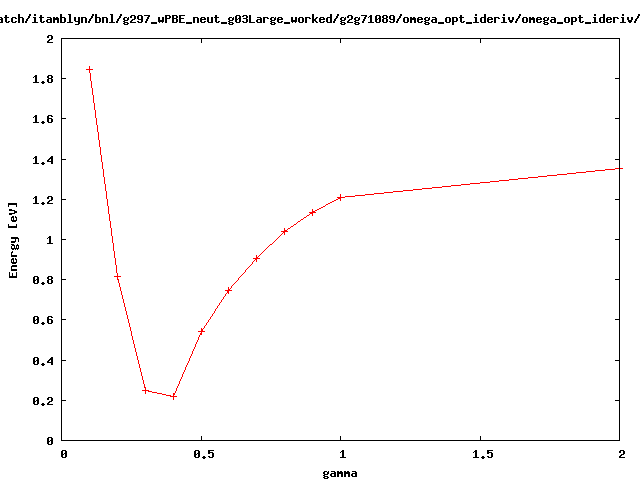 atch/itamblyn/bnl/g297_wPBE_neut_g03Large_worked/g2g71089/omega_opt_ideriv/omega_opt_ideriv/
2
1.8
1.6
1.4
1.2
1
0.8
0.6
0.4
0.2
0
Energy [eV]
0 0.5 1 1.5 2
gamma